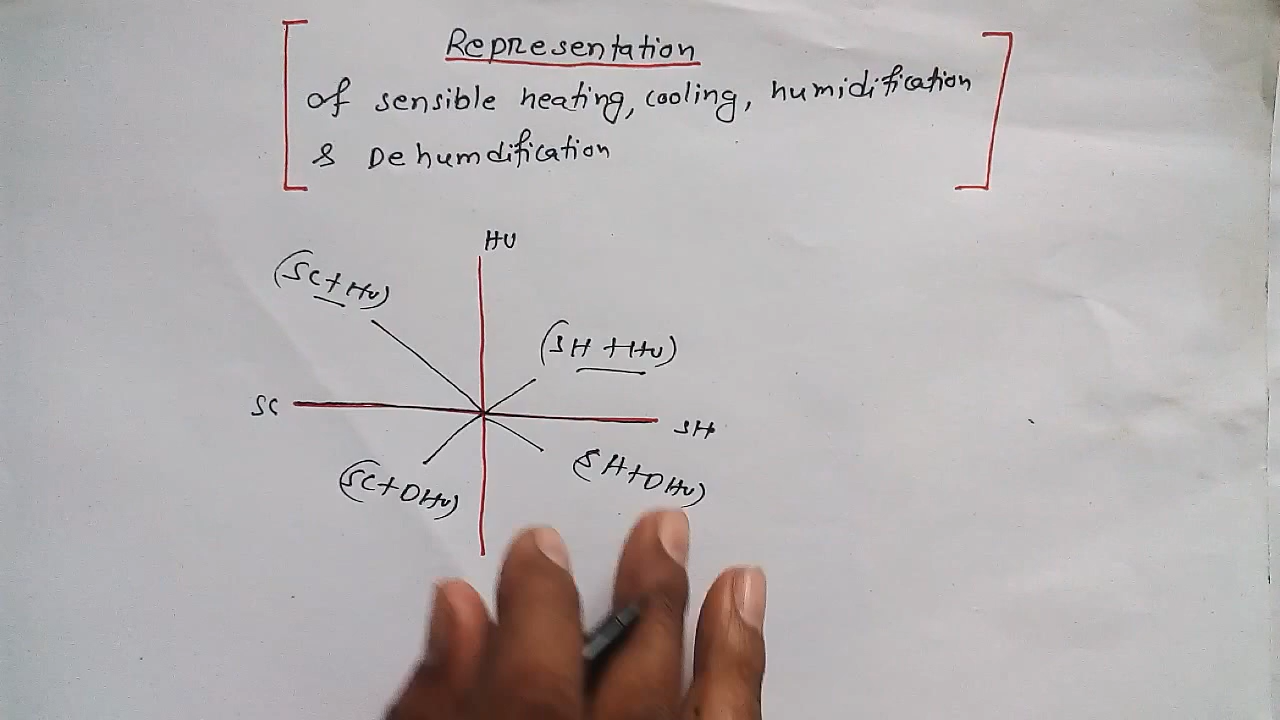 Representation
of sensible heating, cooling, humidification
& Dehumdification
HU
(SC+HU)
(SH+HU)
SC
SH
(SC+DHU)
(SH+DHU)